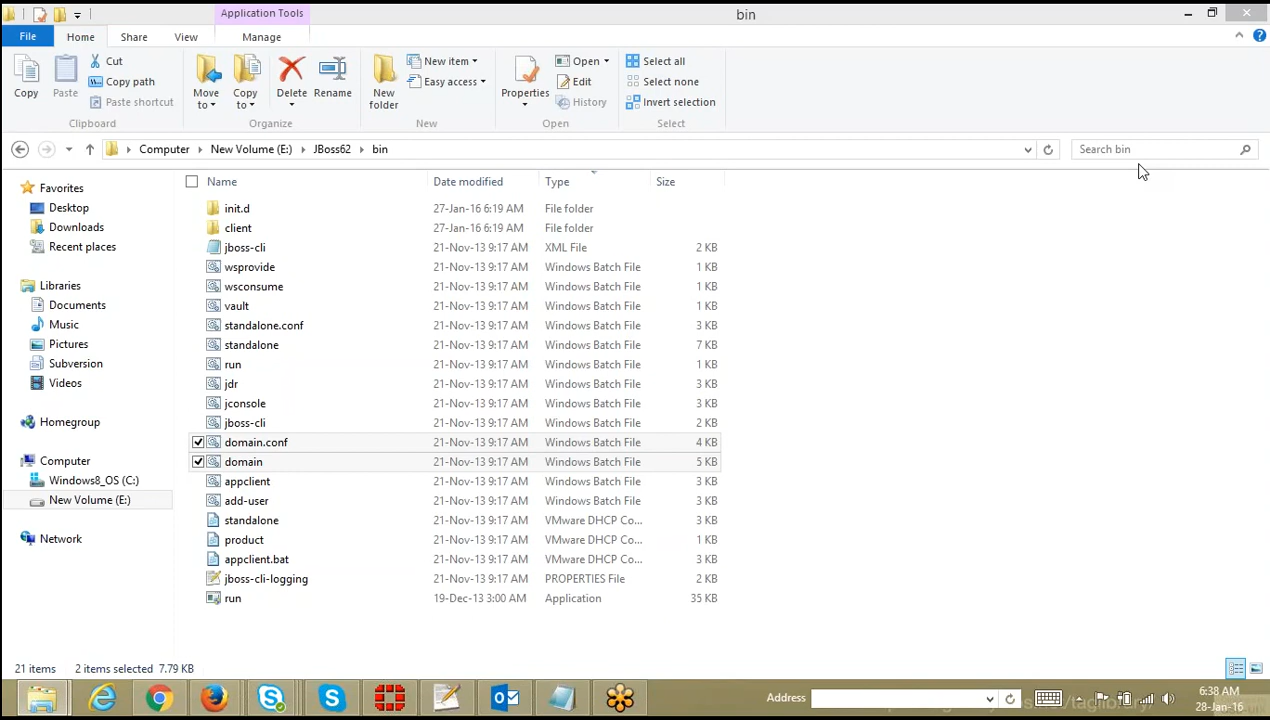 Application Tools
bin
File Home Share View Manage
Cut
Copy path
Paste shortcut
Copy Paste
Clipboard
Move to Copy to Delete Rename
Organize
New folder
New item
Easy access
New
Properties
Open
Edit
History
Open
Select all
Select none
Invert selection
Select
Computer New Volume (E:) JBoss62 bin
Search bin
Favorites
Desktop
Downloads
Recent places
Libraries
Documents
Music
Pictures
Subversion
Videos
Homegroup
Computer
Windows8_OS (C:)
New Volume (E:)
Network
Name Date modified Type Size
init.d 27-Jan-16 6:19 AM File folder
client 27-Jan-16 6:19 AM File folder
jboss-cli 21-Nov-13 9:17 AM XML File 2 KB
wsprovide 21-Nov-13 9:17 AM Windows Batch File 1 KB
wsconsume 21-Nov-13 9:17 AM Windows Batch File 1 KB
vault 21-Nov-13 9:17 AM Windows Batch File 1 KB
standalone.conf 21-Nov-13 9:17 AM Windows Batch File 3 KB
standalone 21-Nov-13 9:17 AM Windows Batch File 7 KB
run 21-Nov-13 9:17 AM Windows Batch File 1 KB
jdr 21-Nov-13 9:17 AM Windows Batch File 3 KB
jconsole 21-Nov-13 9:17 AM Windows Batch File 3 KB
jboss-cli 21-Nov-13 9:17 AM Windows Batch File 2 KB
domain.conf 21-Nov-13 9:17 AM Windows Batch File 4 KB
domain 21-Nov-13 9:17 AM Windows Batch File 5 KB
appclient 21-Nov-13 9:17 AM Windows Batch File 3 KB
add-user 21-Nov-13 9:17 AM Windows Batch File 3 KB
standalone 21-Nov-13 9:17 AM VMware DHCP Co... 2 KB
product 21-Nov-13 9:17 AM VMware DHCP Co... 1 KB
appclient.bat 21-Nov-13 9:17 AM VMware DHCP Co... 3 KB
jboss-cli-logging 21-Nov-13 9:17 AM PROPERTIES File 2 KB
run 19-Dec-13 3:00 AM Application 35 KB
21 items 2 items selected 7.79 KB
Address
6:38 AM
28-Jan-16